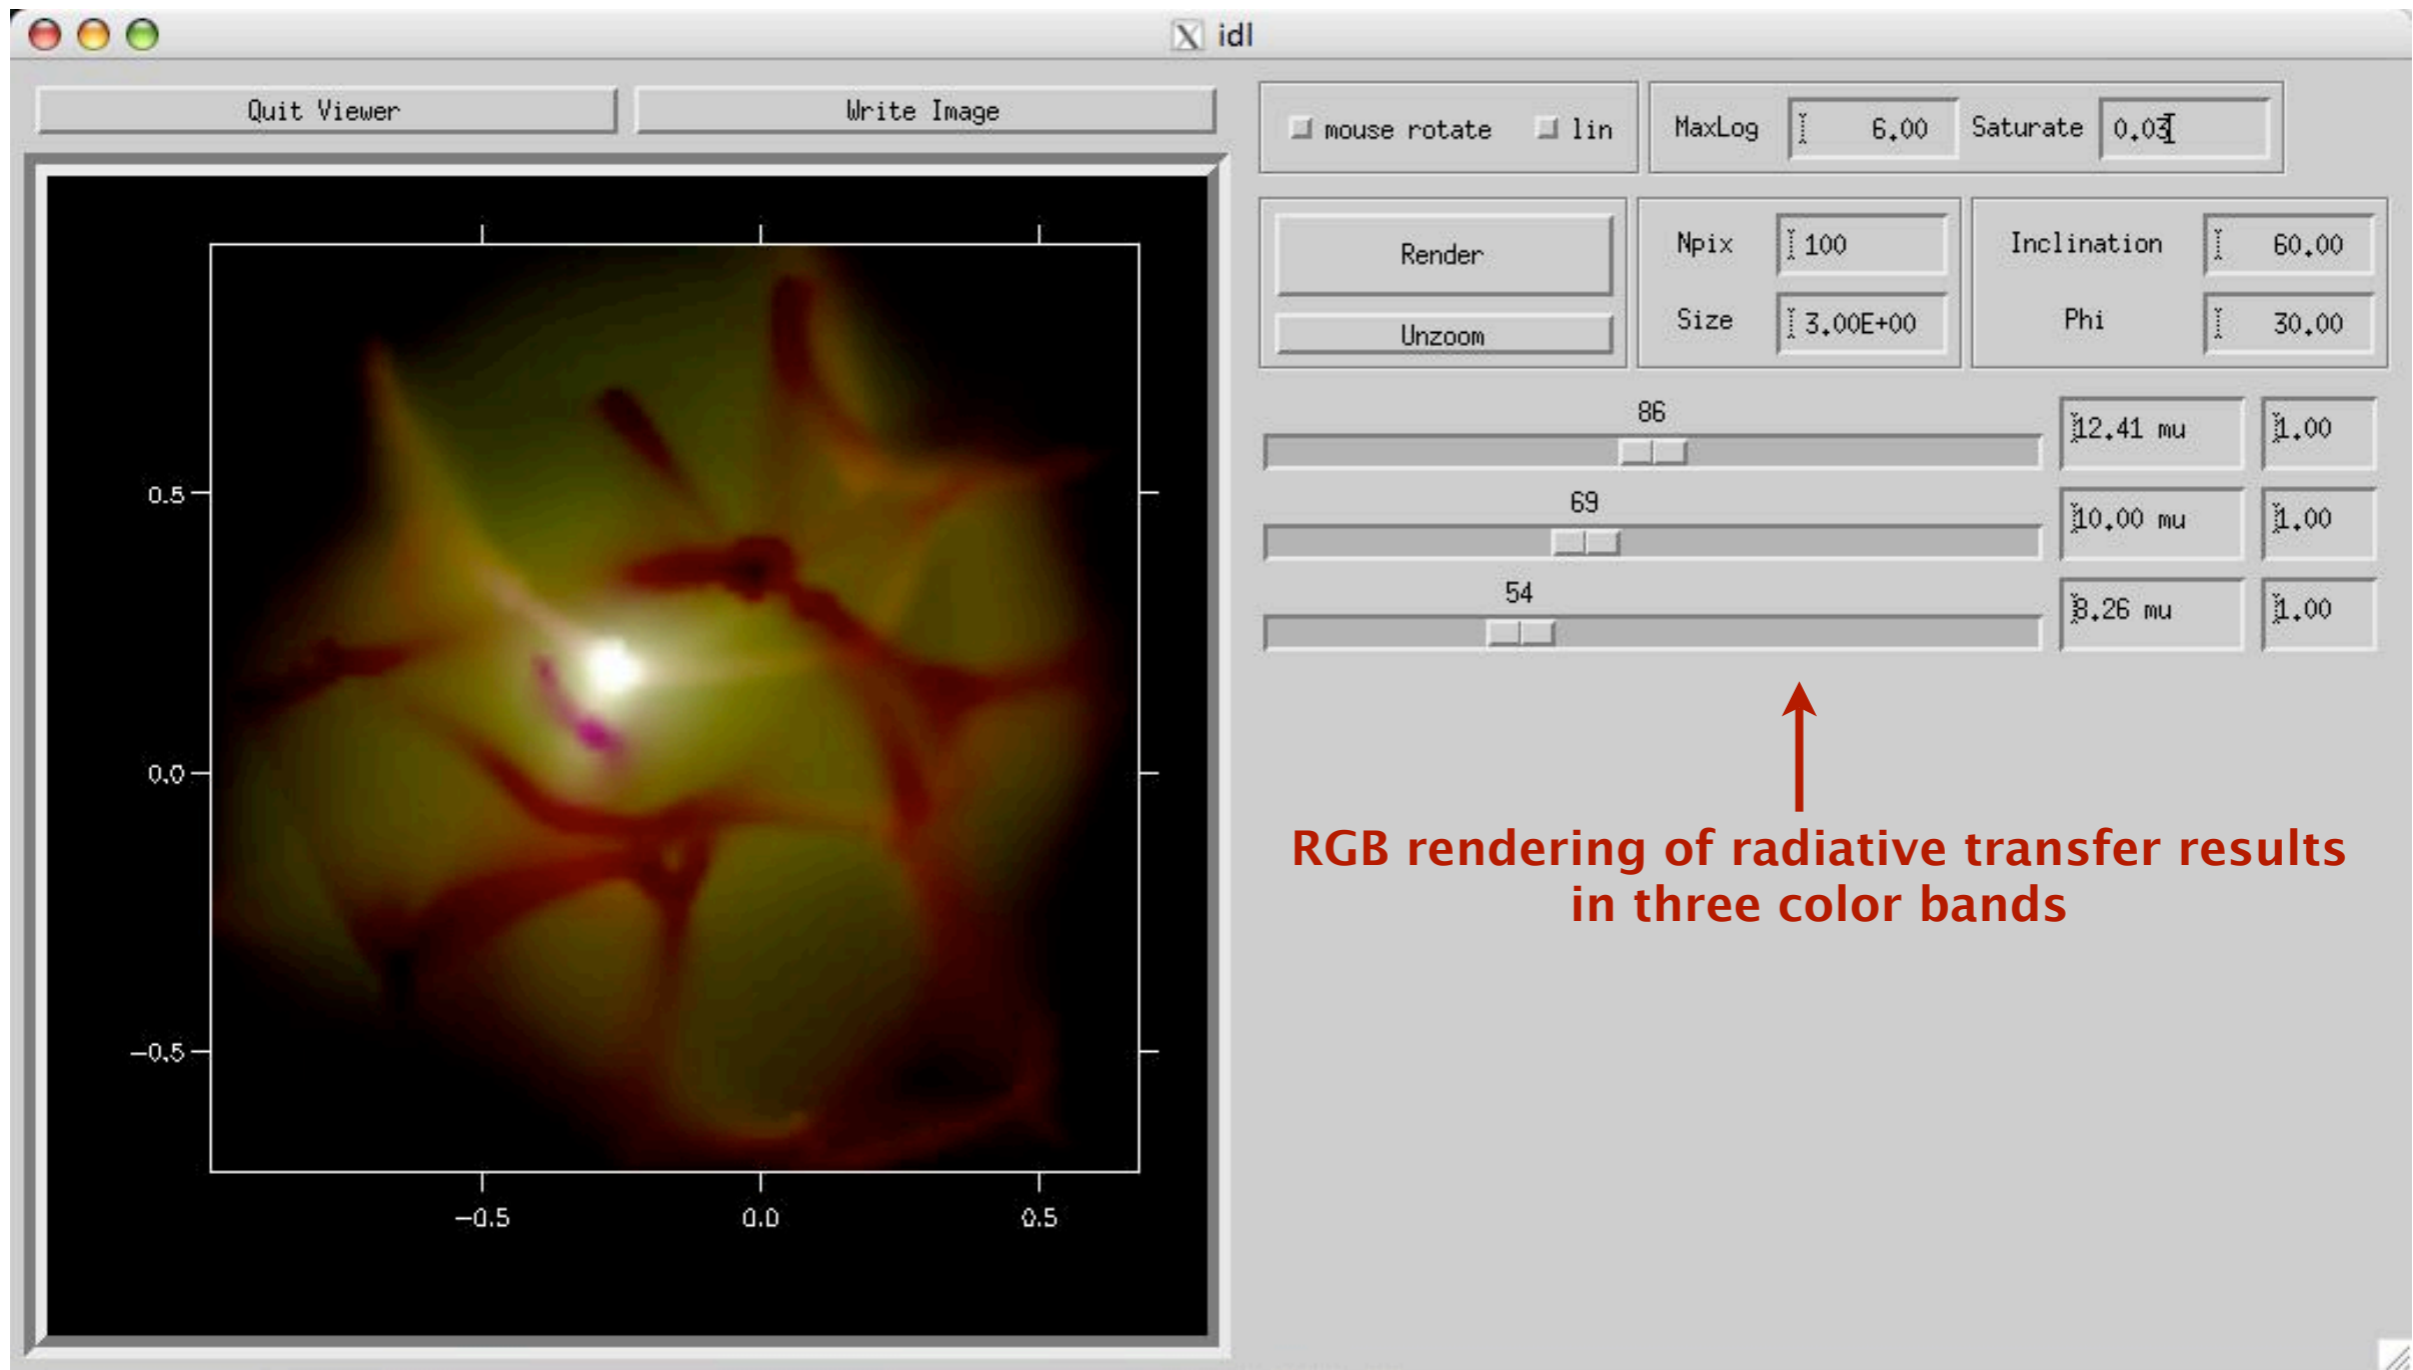 idl
Quit Viewer
Write Image
mouse rotate
lin
MaxLog
6.00
Saturate
0.03
Render
Unzoom
Npix
100
Size
3.00E+00
Inclination
60.00
Phi
30.00
86
12.41 mu
1.00
69
10.00 mu
1.00
54
8.26 mu
1.00
RGB rendering of radiative transfer results
in three color bands
0.5
0.0
-0.5
-0.5
0.0
0.5